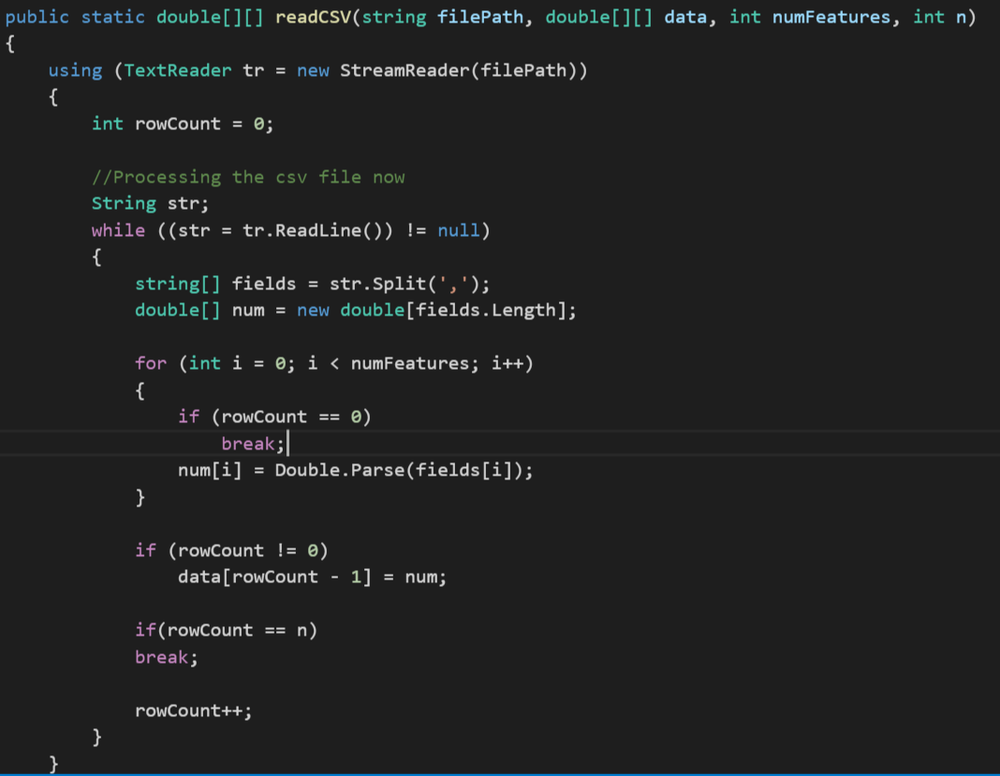 public static double[][] readCSV(string filePath, double[][] data, int numFeatures, int n)
{
    using (TextReader tr = new StreamReader(filePath))
    {
        int rowCount = 0;

        //Processing the csv file now
        String str;
        while ((str = tr.ReadLine()) != null)
        {
            string[] fields = str.Split(',');
            double[] num = new double[fields.Length];

            for (int i = 0; i < numFeatures; i++)
            {
                if (rowCount == 0)
                    break;
                num[i] = Double.Parse(fields[i]);
            }

            if (rowCount != 0)
                data[rowCount - 1] = num;

            if(rowCount == n)
            break;

            rowCount++;
        }
    }